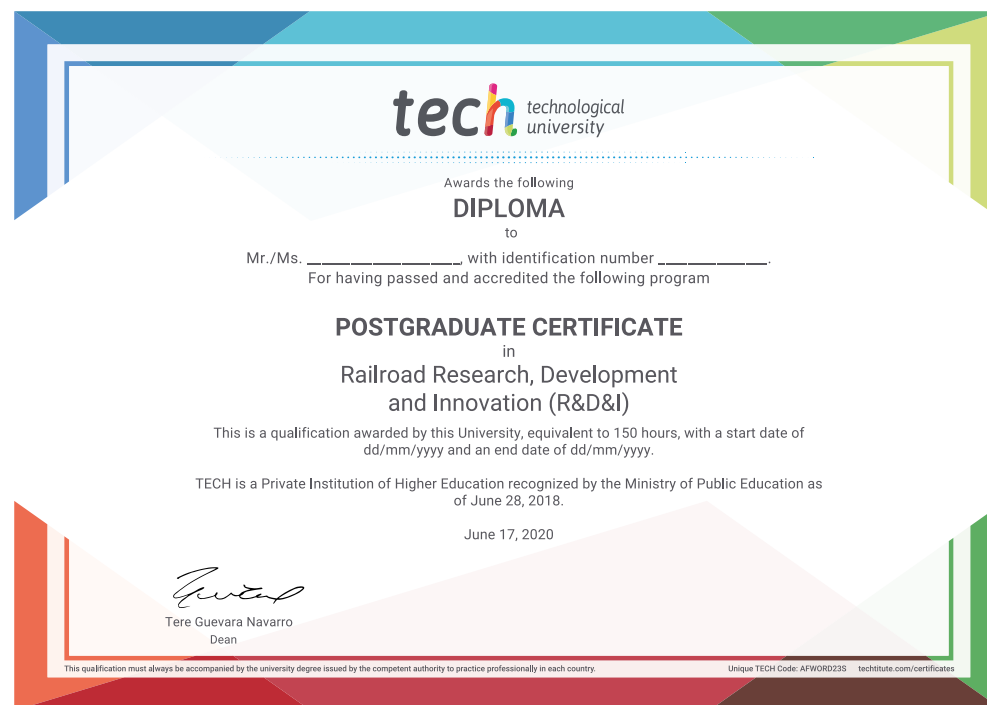 tech technological
university
Awards the following
DIPLOMA
to
Mr./Ms. ____________________, with identification number ______________.
For having passed and accredited the following program
POSTGRADUATE CERTIFICATE
in
Railroad Research, Development
and Innovation (R&D&I)
This is a qualification awarded by this University, equivalent to 150 hours, with a start date of
dd/mm/yyyy and an end date of dd/mm/yyyy.
TECH is a Private Institution of Higher Education recognized by the Ministry of Public Education as
of June 28, 2018.
June 17, 2020
Tere Guevara Navarro
Dean
This qualification must always be accompanied by the university degree issued by the competent authority to practice professionally in each country. Unique TECH Code: AFWORD23S techtitute.com/certificates